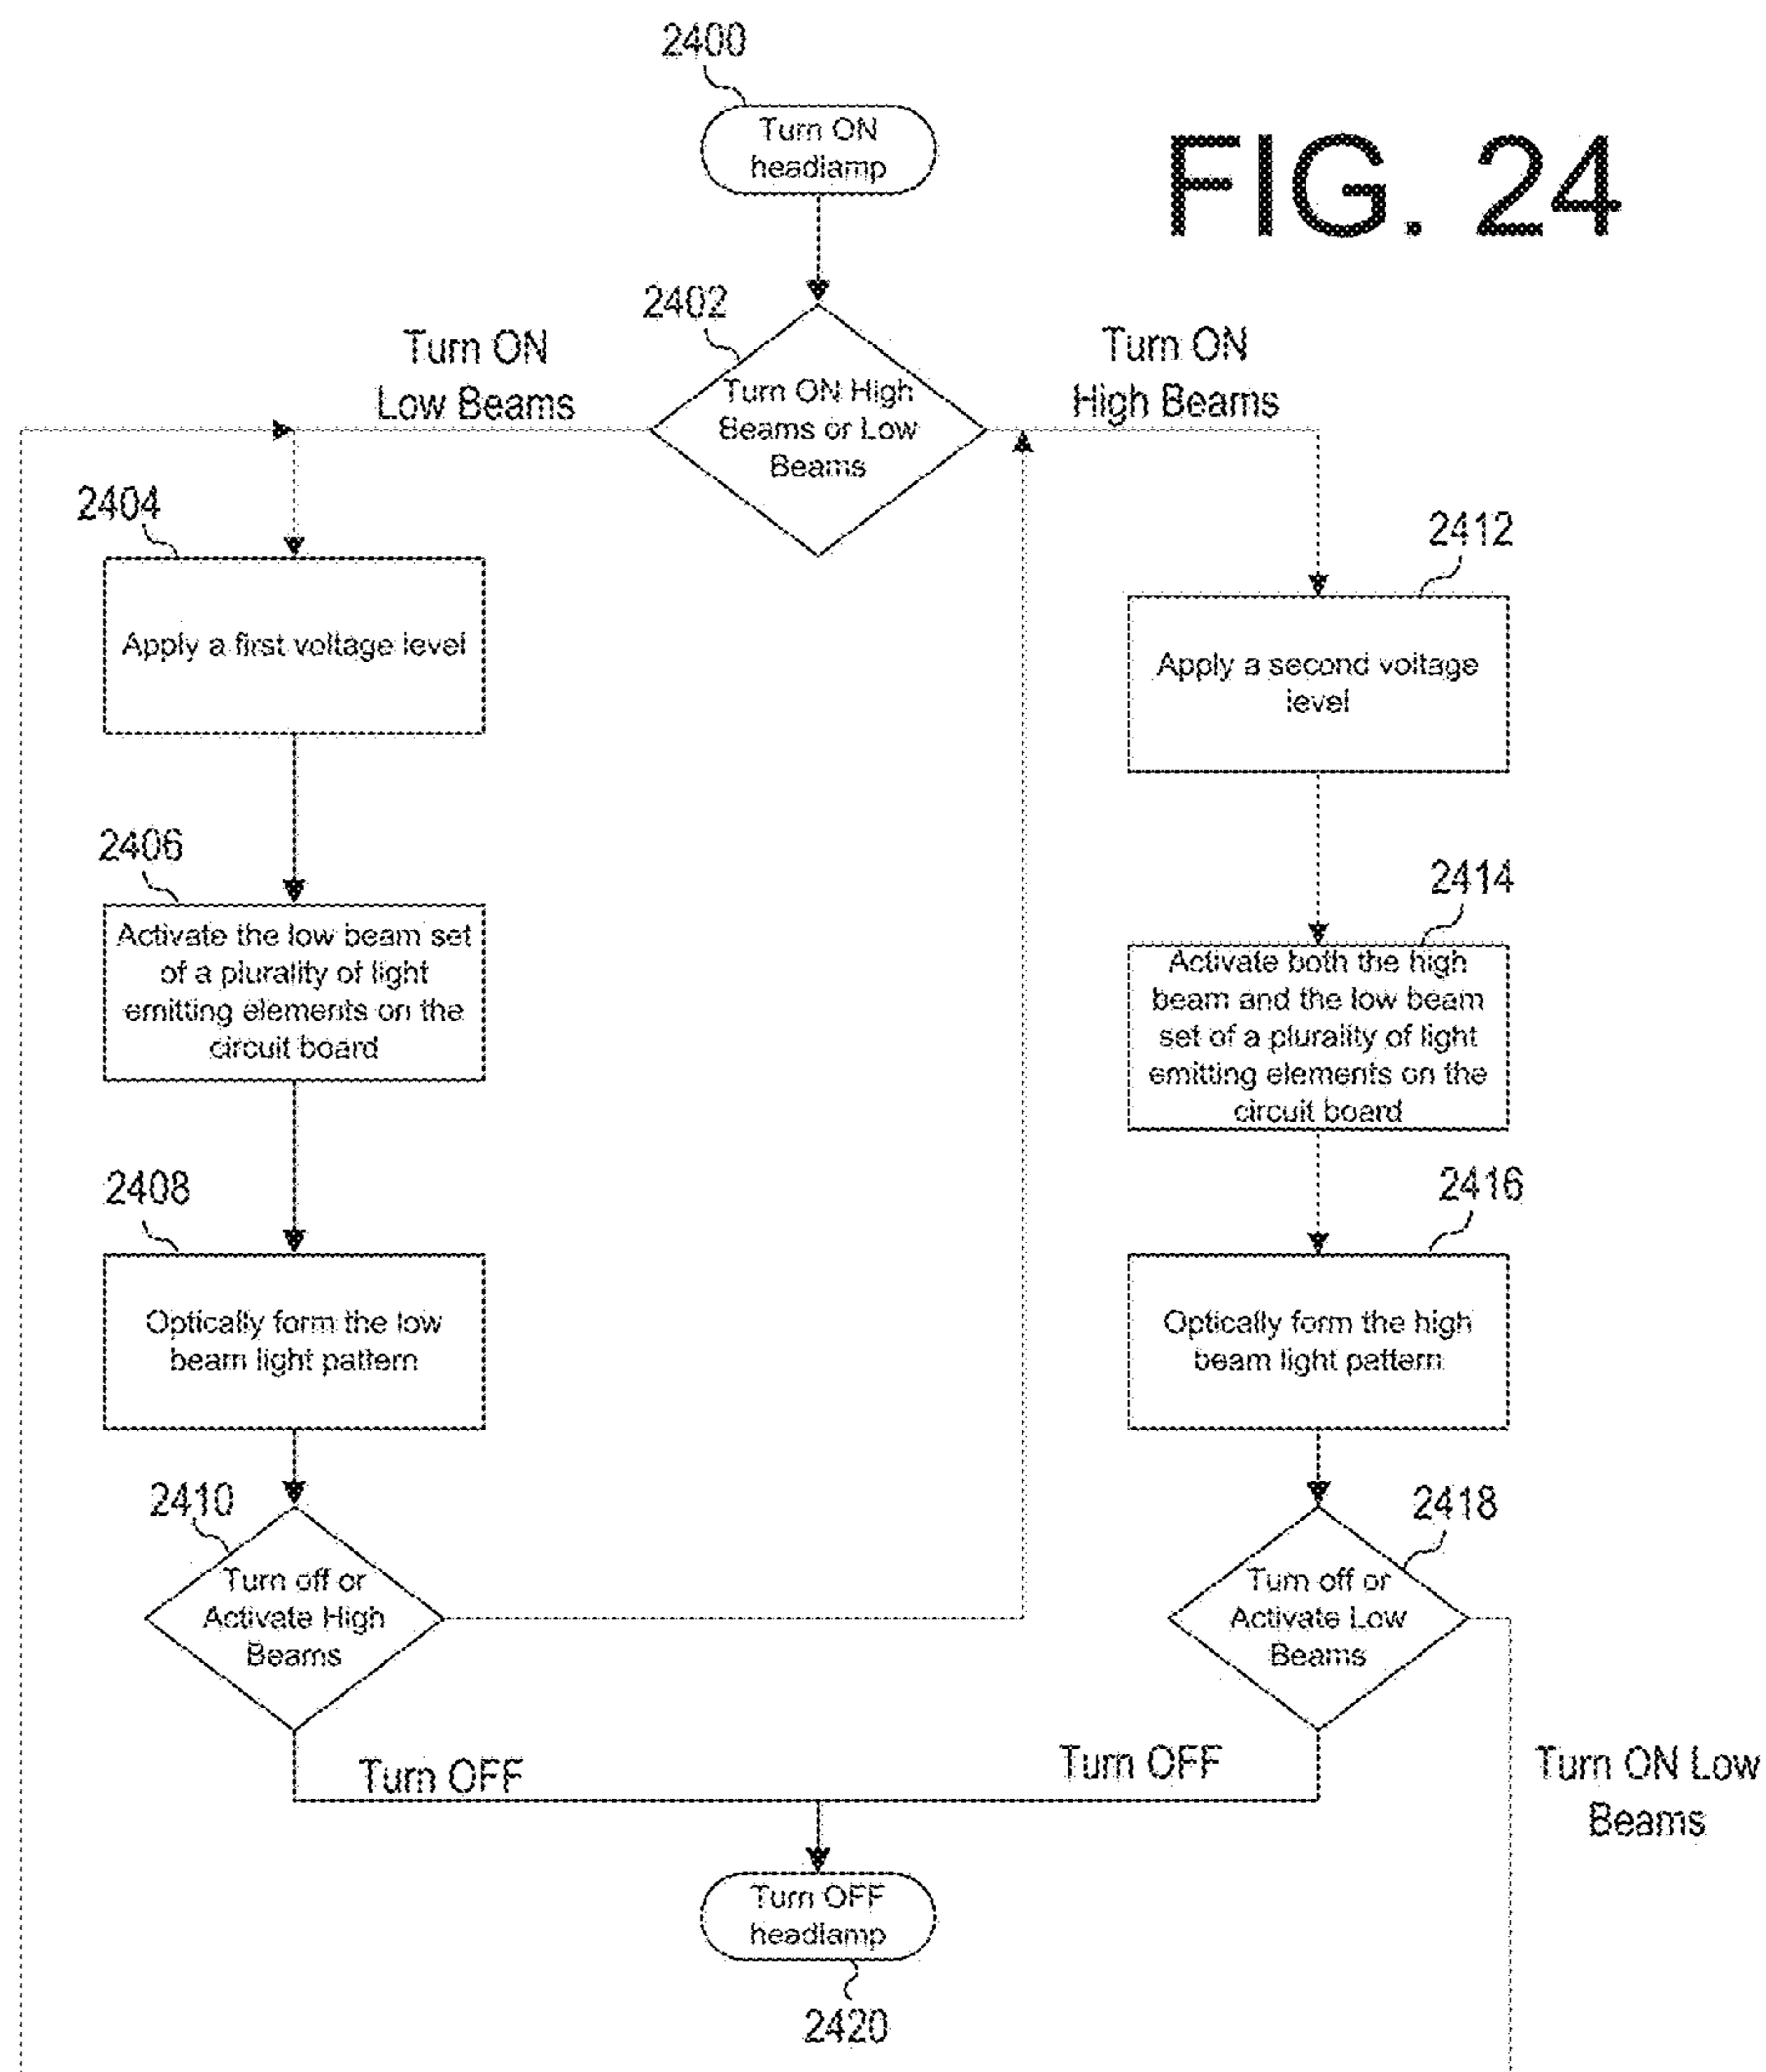 2400
Turn ON
headlamp
FIG. 24
2402
Turn ON
Low Beams
Turn ON High
Beams or Low
Beams
Turn ON
High Beams
2404
Apply a first voltage level
2412
Apply a second voltage
level
2406
Activate the low beam set
of a plurality of light
emitting elements on the
circuit board
2414
Activate both the high
beam and the low beam
set of a plurality of light
emitting elements on the
circuit board
2408
Optically form the low
beam light pattern
2416
Optically form the high
beam light pattern
2410
Turn off or
Activate High
Beams
2418
Turn off or
Activate Low
Beams
Turn OFF
Turn OFF
Turn ON Low
Beams
Turn OFF
headlamp
2420